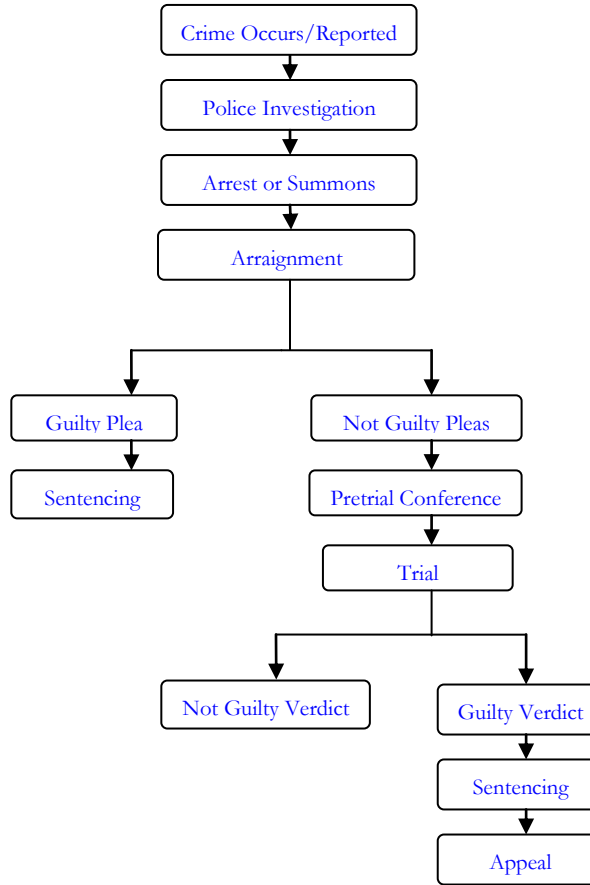 Crime Occurs/Reported
Police Investigation
Arrest or Summons
Arraignment
Guilty Plea
Not Guilty Pleas
Sentencing
Pretrial Conference
Trial
Not Guilty Verdict
Guilty Verdict
Sentencing
Appeal